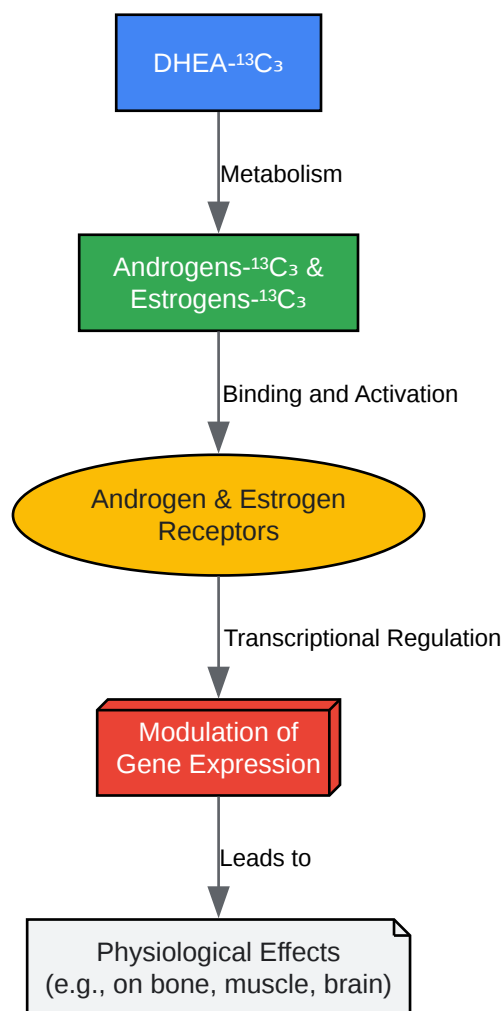 DHEA-¹³C₃
Metabolism
Androgens-¹³C₃ &
Estrogens-¹³C₃
Binding and Activation
Androgen & Estrogen
Receptors
Transcriptional Regulation
Modulation of
Gene Expression
Leads to
Physiological Effects
(e.g., on bone, muscle, brain)